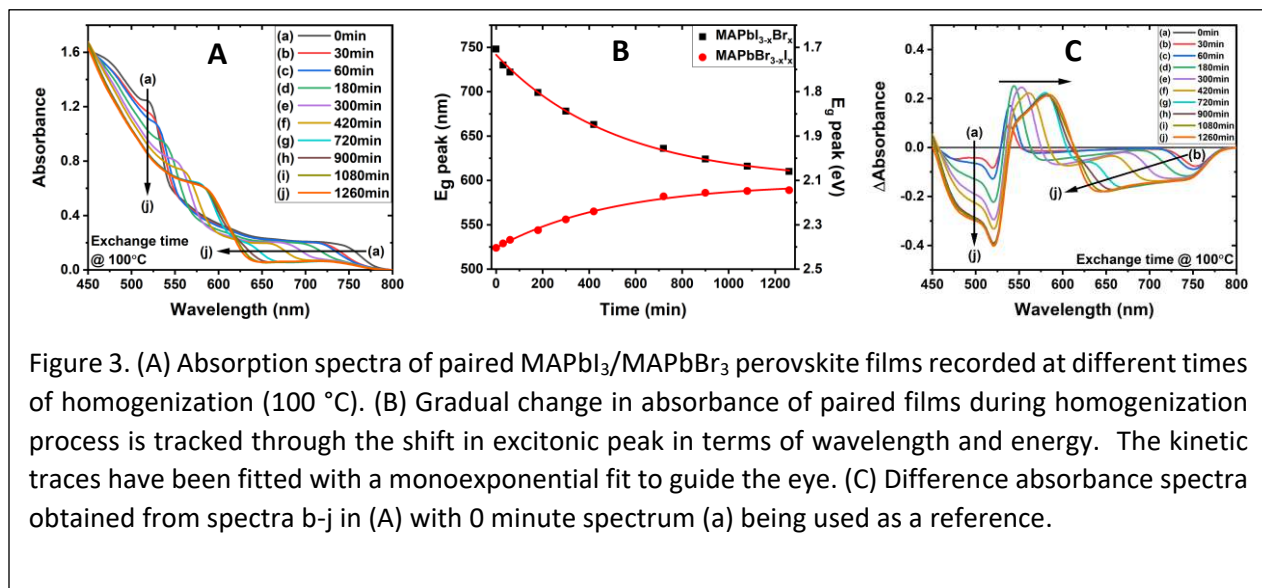 A
(a) 0min
(b) 30min
(c) 60min
(d) 180min
(e) 300min
(f) 420min
(g) 720min
(h) 900min
(i) 1080min
(j) 1260min
(a)
(j)
(j) (a)
Exchange time
@ 100°C
Absorbance
1.6
1.2
0.8
0.4
0.0
450 500 550 600 650 700 750 800
Wavelength (nm)
B
MAPbI3-xBrx
MAPbBr3-xIx
Eg peak (nm)
750
700
650
600
550
500
0 200 400 600 800 1000 1200
Time (min)
1.7
1.8
1.9
2
2.1
2.2
2.3
2.4
2.5
Eg peak (eV)
C
(a) 0min
(b) 30min
(c) 60min
(d) 180min
(e) 300min
(f) 420min
(g) 720min
(h) 900min
(i) 1080min
(j) 1260min
(a)
(b)
(j)
(j)
Exchange time @ 100°C
ΔAbsorbance
0.4
0.2
0.0
-0.2
-0.4
450 500 550 600 650 700 750 800
Wavelength (nm)
Figure 3. (A) Absorption spectra of paired MAPbI3/MAPbBr3 perovskite films recorded at different times
of homogenization (100 °C). (B) Gradual change in absorbance of paired films during homogenization
process is tracked through the shift in excitonic peak in terms of wavelength and energy. The kinetic
traces have been fitted with a monoexponential fit to guide the eye. (C) Difference absorbance spectra
obtained from spectra b-j in (A) with 0 minute spectrum (a) being used as a reference.